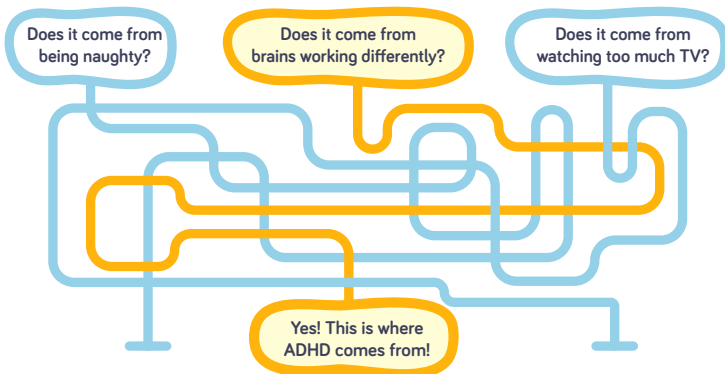 Does it come from
being naughty?
Does it come from
brains working differently?
Does it come from
watching too much TV?
Yes! This is where
ADHD comes from!